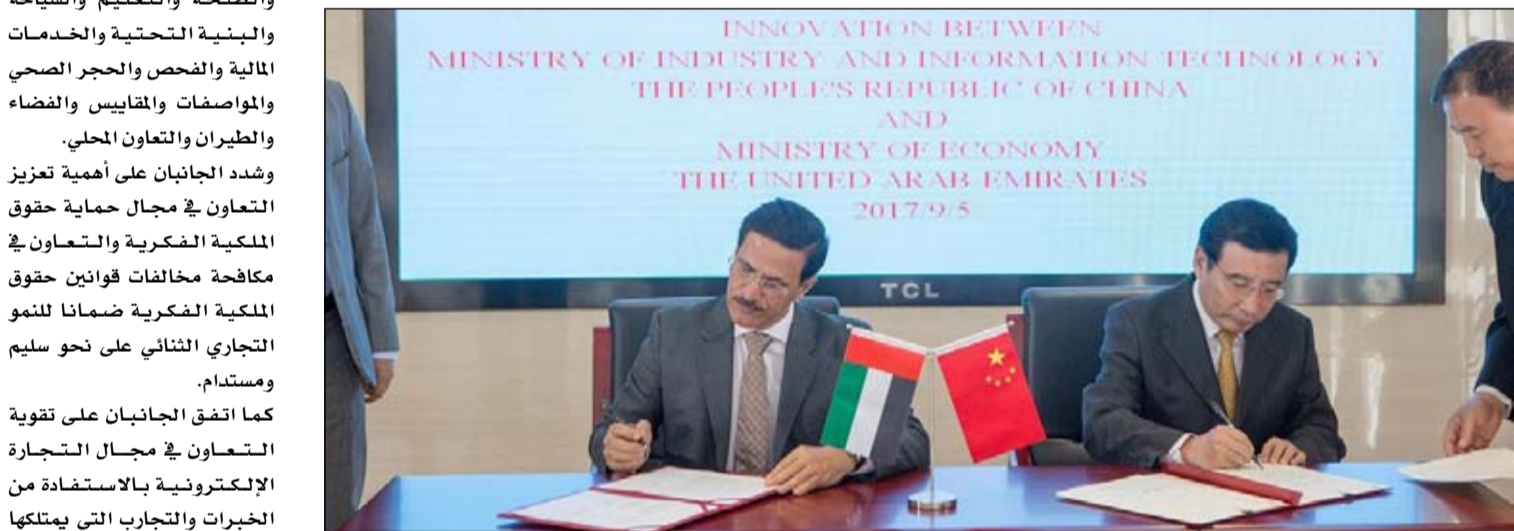 والصحة والتعليم والسياحة
والبنية التحتية والخدمات
المالية والفحص والحجر الصحي
والمواصفات والمقاييس والفضاء
والطيران والتعاون المحلي.
وشدد الجانبان على أهمية تعزيز
التعاون في مجال حماية حقوق
الملكية الفكرية والتعاون في
مكافحة مخالفات قوانين حقوق
الملكية الفكرية ضمانا للنمو
التجاري الثنائي على نحو سليم
ومستدام.
كما اتفق الجانبان على تقوية
التعاون في مجال التجارة
الإلكترونية بالاستفادة من
الخبرات والتجارب التي يمتلكها
INNOVATION BETWEEN
MINISTRY OF INDUSTRY AND INFORMATION TECHNOLOGY
THE PEOPLE'S REPUBLIC OF CHINA
AND
MINISTRY OF ECONOMY
THE UNITED ARAB EMIRATES
2017/9/5
TCL